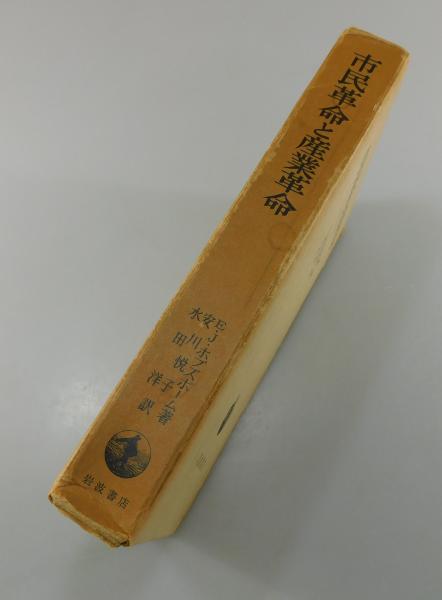 市民革命と産業革命
E・J・ホブズボーム著
安川悦子
水田洋訳
岩波書店